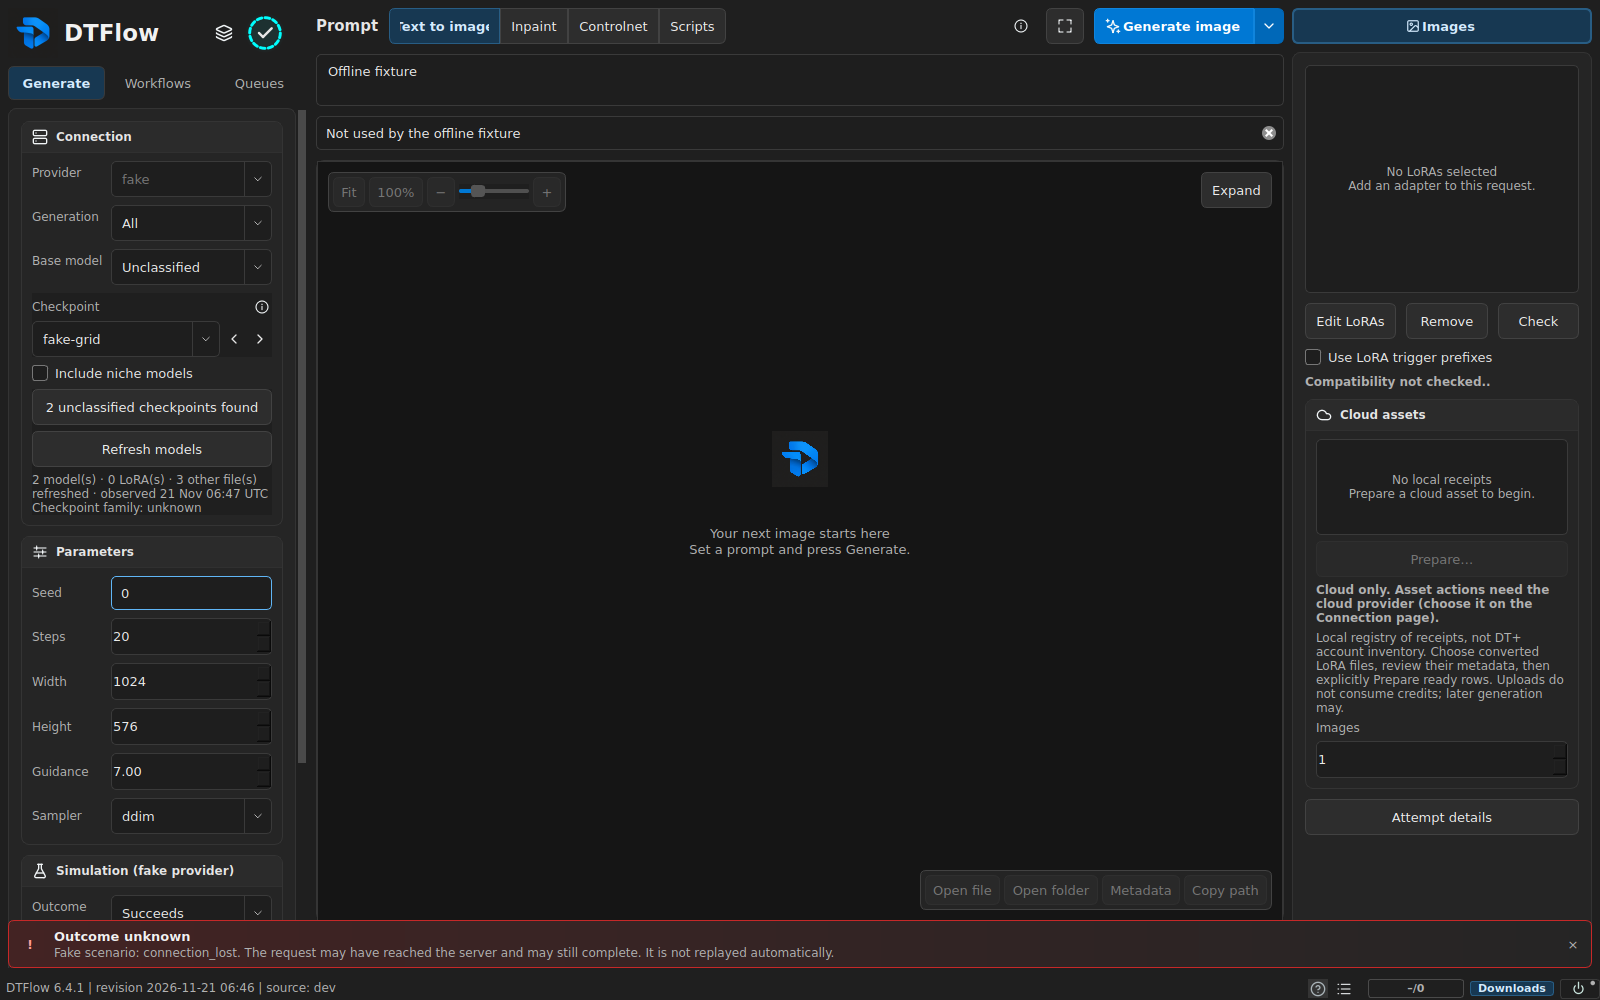 DTFlow
Generate
Workflows
Queues
Prompt
Text to image
Inpaint
Controlnet
Scripts
Generate image
Images
Offline fixture
Not used by the offline fixture
Connection
Provider
fake
Generation
All
Base model
Unclassified
Checkpoint
fake-grid
Include niche models
2 unclassified checkpoints found
Refresh models
2 model(s) · 0 LoRA(s) · 3 other file(s)
refreshed · observed 21 Nov 06:47 UTC
Checkpoint family: unknown
Parameters
Seed
0
Steps
20
Width
1024
Height
576
Guidance
7.00
Sampler
ddim
Simulation (fake provider)
Outcome
Succeeds
Fit
100%
Expand
Your next image starts here
Set a prompt and press Generate.
Open file
Open folder
Metadata
Copy path
No LoRAs selected
Add an adapter to this request.
Edit LoRAs
Remove
Check
Use LoRA trigger prefixes
Compatibility not checked..
Cloud assets
No local receipts
Prepare a cloud asset to begin.
Prepare...
Cloud only. Asset actions need the
cloud provider (choose it on the
Connection page).
Local registry of receipts, not DT+
account inventory. Choose converted
LoRA files, review their metadata, then
explicitly Prepare ready rows. Uploads do
not consume credits; later generation
may.
Images
1
Attempt details
! Outcome unknown
Fake scenario: connection_lost. The request may have reached the server and may still complete. It is not replayed automatically.
DTFlow 6.4.1 | revision 2026-11-21 06:46 | source: dev
-/0
Downloads